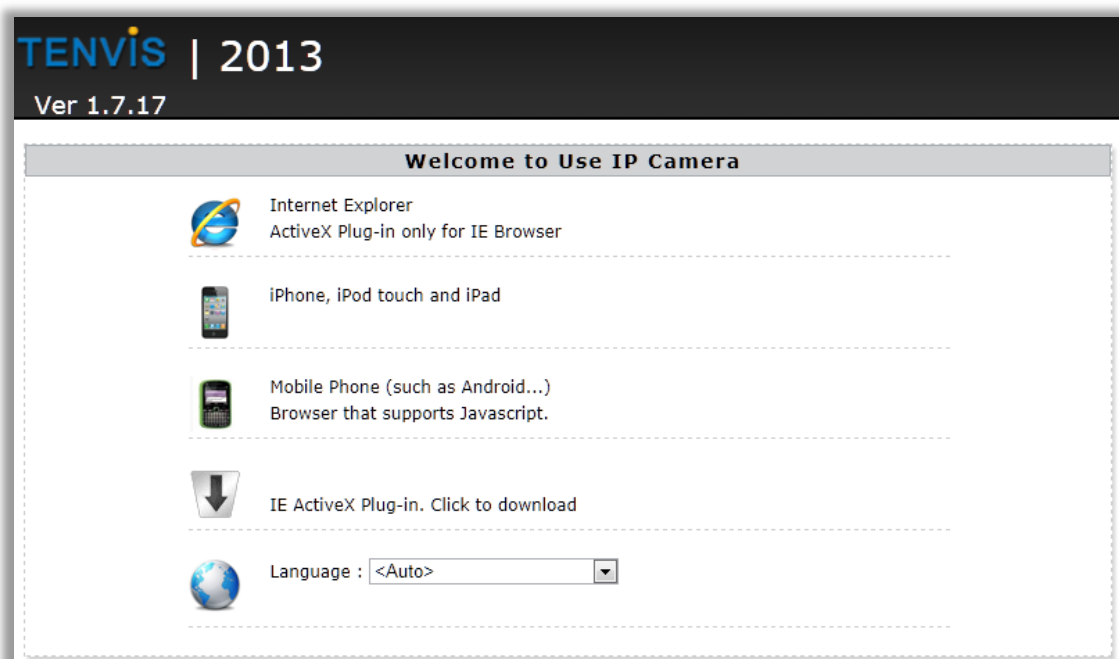 TENVIS | 2013
Ver 1.7.17
Welcome to Use IP Camera
Internet Explorer
ActiveX Plug-in only for IE Browser
iPhone, iPod touch and iPad
Mobile Phone (such as Android...)
Browser that supports Javascript.
IE ActiveX Plug-in. Click to download
Language : <Auto>